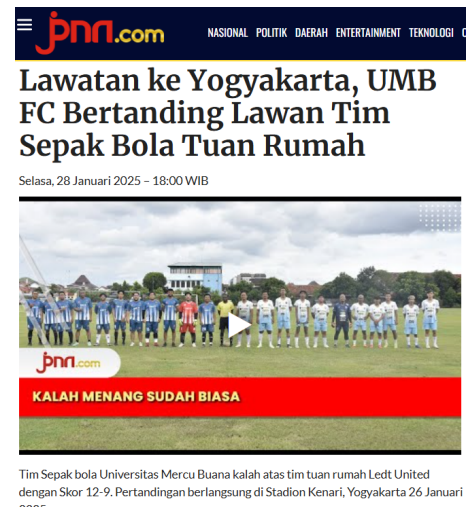 jpnn.com
NASIONAL POLITIK DAERAH ENTERTAINMENT TEKNOLOGI
Lawatan ke Yogyakarta, UMB
FC Bertanding Lawan Tim
Sepak Bola Tuan Rumah
Selasa, 28 Januari 2025 – 18:00 WIB
jpnn.com
KALAH MENANG SUDAH BIASA
Tim Sepak bola Universitas Mercu Buana kalah atas tim tuan rumah Ledt United
dengan Skor 12-9. Pertandingan berlangsung di Stadion Kenari, Yogyakarta 26 Januari